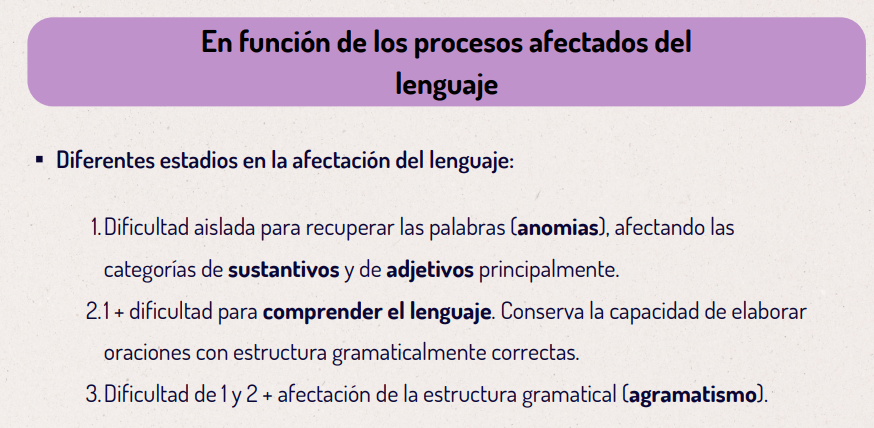 En función de los procesos afectados del
lenguaje
▪ Diferentes estadios en la afectación del lenguaje:
1. Dificultad aislada para recuperar las palabras (anomias), afectando las
categorías de sustantivos y de adjetivos principalmente.
2. 1 + dificultad para comprender el lenguaje. Conserva la capacidad de elaborar
oraciones con estructura gramaticalmente correctas.
3. Dificultad de 1 y 2 + afectación de la estructura gramatical (agramatismo).